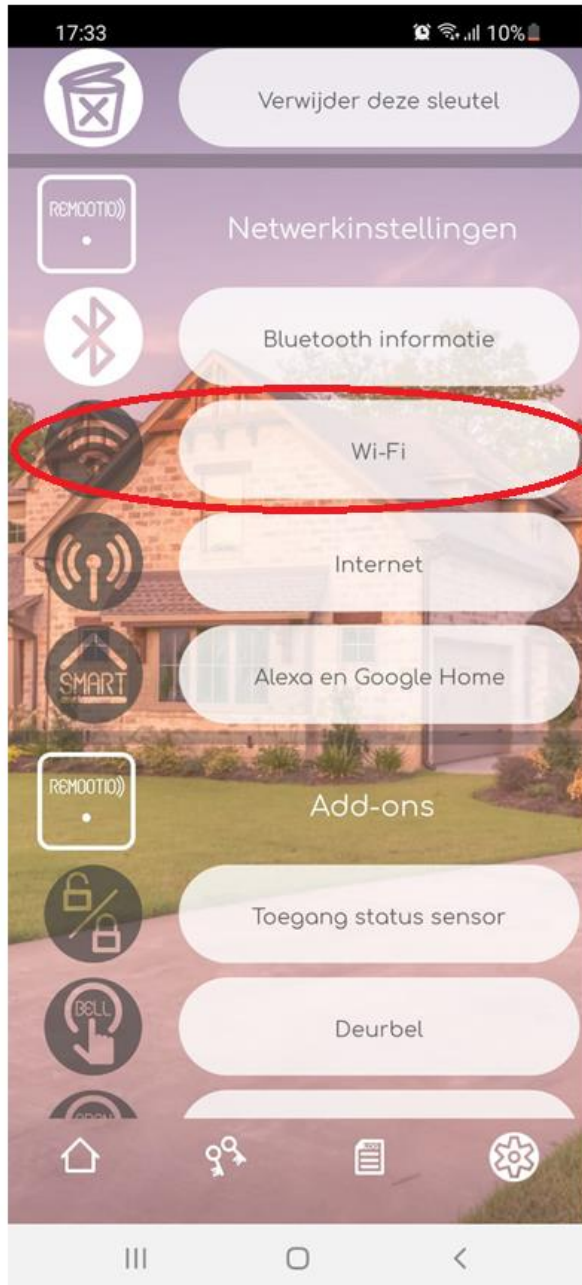 17:33 10%
Verwijder deze sleutel
REMOOTIO))
Netwerkinstellingen
Bluetooth informatie
Wi-Fi
Internet
SMART
Alexa en Google Home
REMOOTIO))
Add-ons
Toegang status sensor
BELL
Deurbel